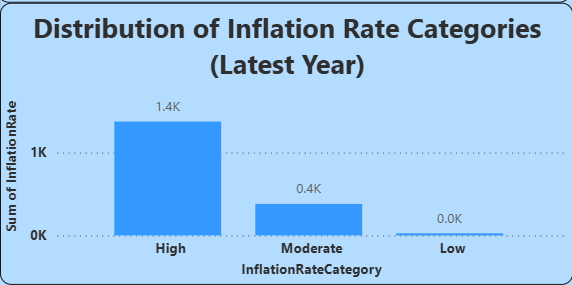 Distribution of Inflation Rate Categories
(Latest Year)
Sum of InflationRate
1K
0K
1.4K
0.4K
0.0K
High
Moderate
Low
InflationRateCategory